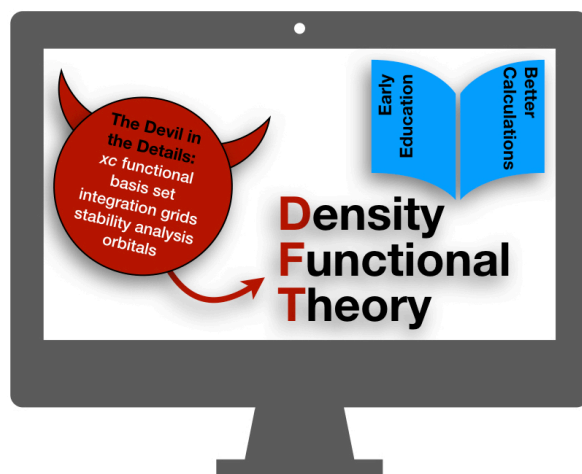 The Devil in
the Details:
xc functional
basis set
integration grids
stability analysis
orbitals
Early
Education
Better
Calculations
Density
Functional
Theory